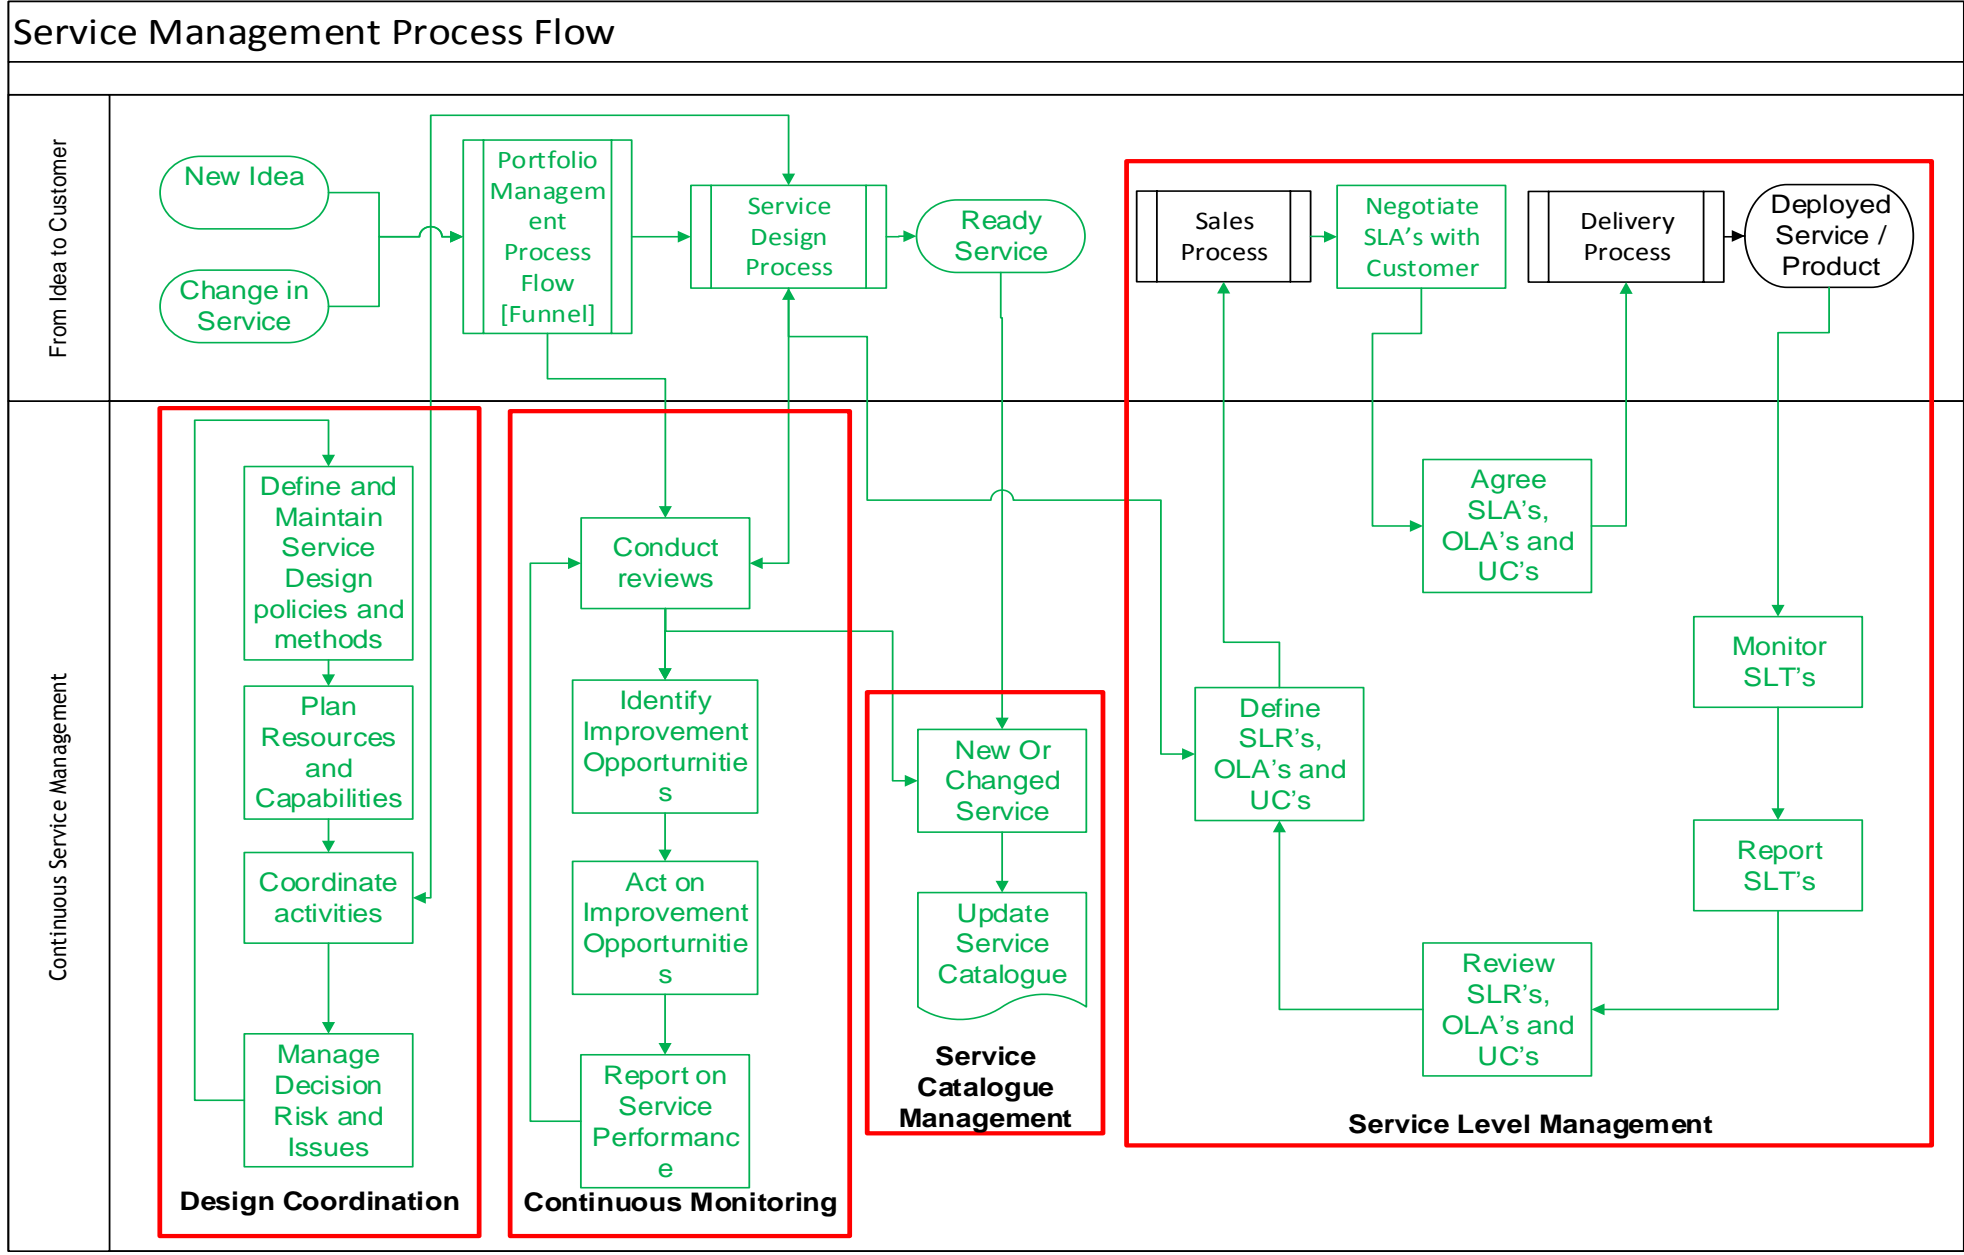 Service Management Process Flow
From Idea to Customer
New Idea
Change in
Service
Portfolio
Managem
ent
Process
Flow
[Funnel]
Service
Design
Process
Ready
Service
Sales
Process
Negotiate
SLA's with
Customer
Delivery
Process
Deployed
Service /
Product
Continuous Service Management
Define and
Maintain
Service
Design
policies and
methods
Plan
Resources
and
Capabilities
Coordinate
activities
Manage
Decision
Risk and
Issues
Design Coordination
Conduct
reviews
Identify
Improvement
Opporturnitie
s
Act on
Improvement
Opporturnitie
s
Report on
Service
Performanc
e
Continuous Monitoring
New Or
Changed
Service
Update
Service
Catalogue
Service
Catalogue
Management
Define
SLR's,
OLA's and
UC's
Agree
SLA's,
OLA's and
UC's
Monitor
SLT's
Report
SLT's
Review
SLR's,
OLA's and
UC's
Service Level Management